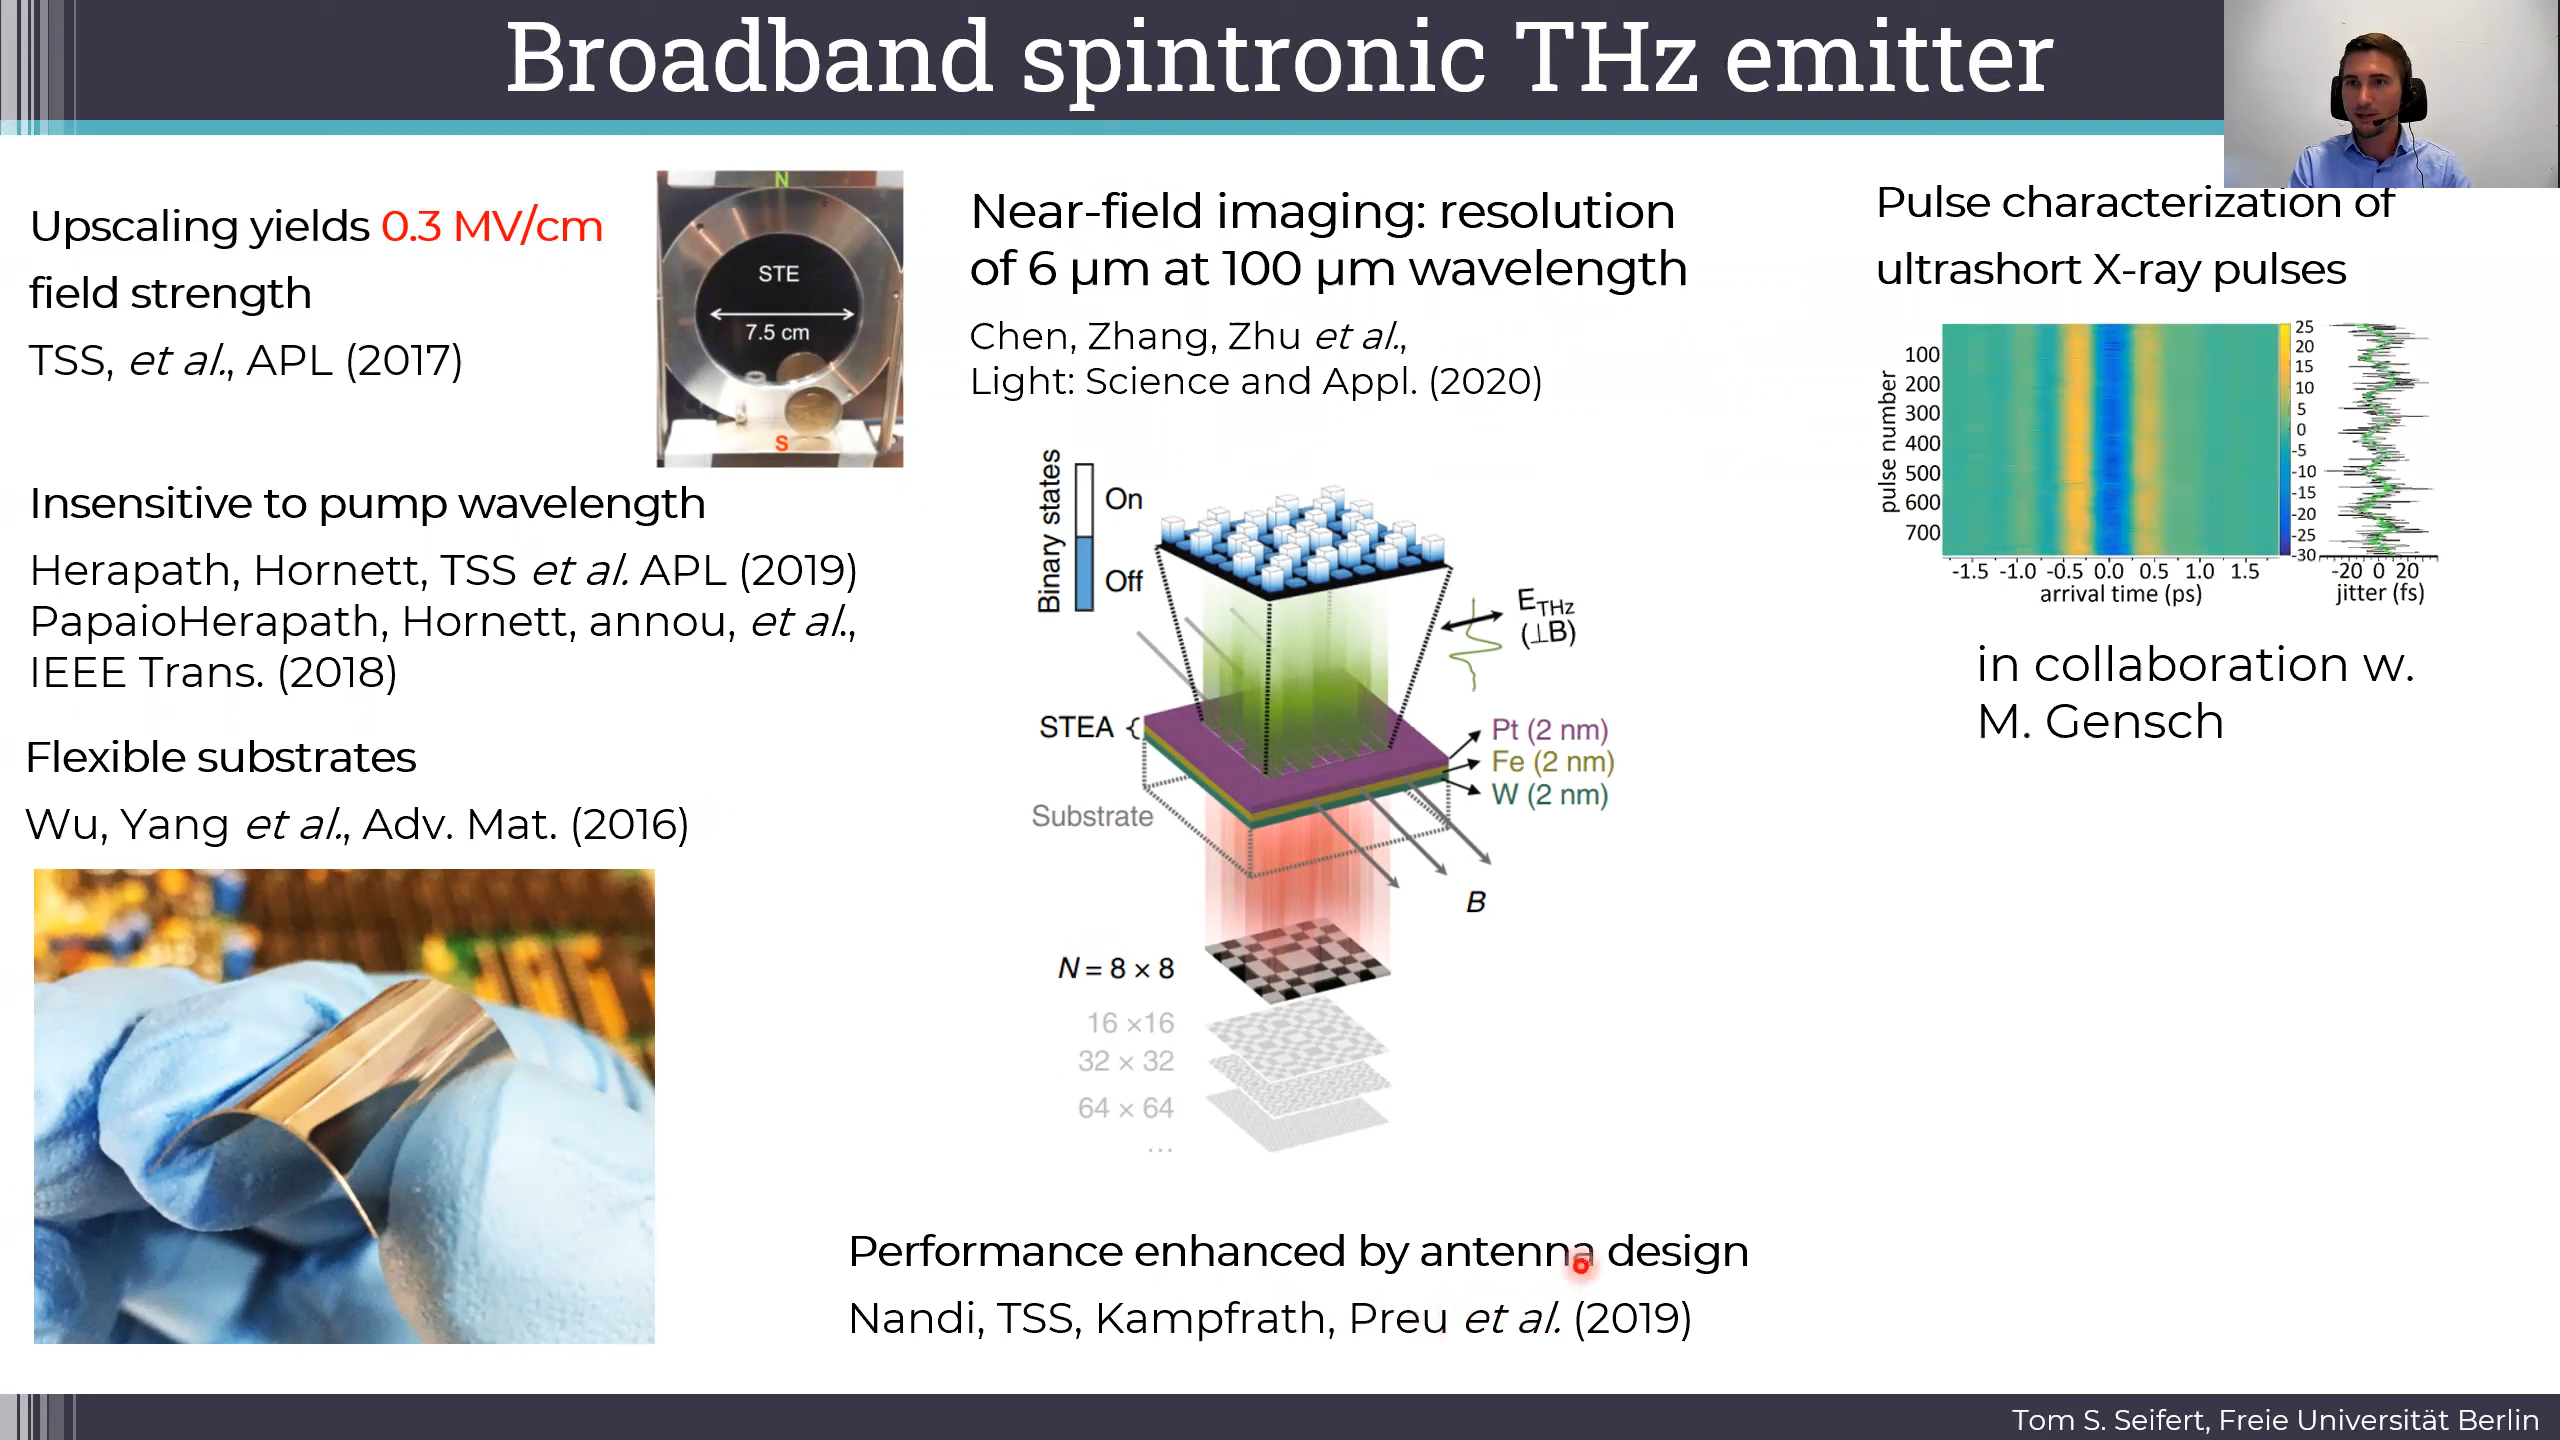 Broadband spintronic THz emitter
Upscaling yields 0.3 MV/cm
field strength
TSS, et al., APL (2017)
N
STE
7.5 cm
S
Insensitive to pump wavelength
Herapath, Hornett, TSS et al. APL (2019)
PapaioHerapath, Hornett, annou, et al.,
IEEE Trans. (2018)
Flexible substrates
Wu, Yang et al., Adv. Mat. (2016)
Near-field imaging: resolution
of 6 µm at 100 µm wavelength
Chen, Zhang, Zhu et al.,
Light: Science and Appl. (2020)
Binary states
On
Off
E_THz
(⊥B)
STEA {
Pt (2 nm)
Fe (2 nm)
W (2 nm)
Substrate
B
N = 8 × 8
16 ×16
32 × 32
64 × 64
...
Performance enhanced by antenna design
Nandi, TSS, Kampfrath, Preu et al. (2019)
Pulse characterization of
ultrashort X-ray pulses
pulse number
100
200
300
400
500
600
700
-1.5 -1.0 -0.5 0.0 0.5 1.0 1.5
arrival time (ps)
25
20
15
10
5
0
-5
-10
-15
-20
-25
-30
-20 0 20
jitter (fs)
in collaboration w.
M. Gensch
Tom S. Seifert, Freie Universität Berlin